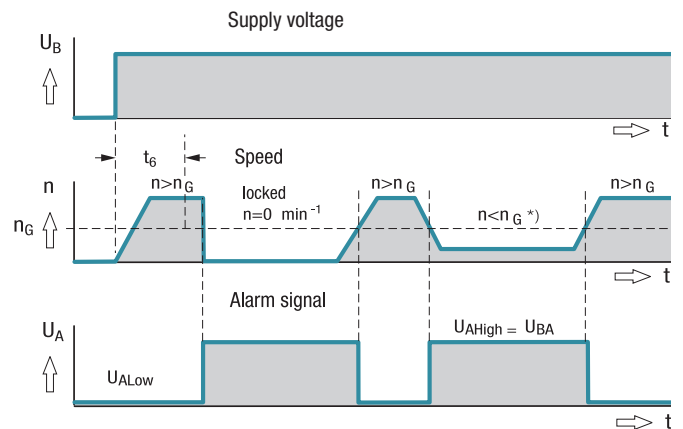 Supply voltage
U_B
t
t_6
Speed
n
n>n_G
locked
n=0 min⁻¹
n>n_G
n<n_G *)
n>n_G
n_G
t
Alarm signal
U_A
U_ALow
U_AHigh = U_BA
t